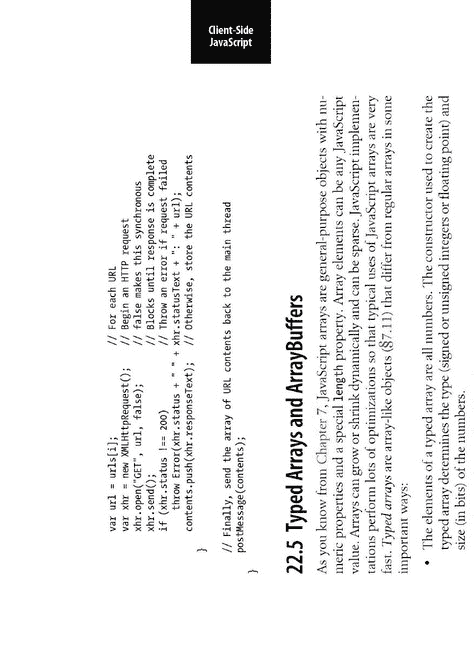 Client-Side
JavaScript
var url = urls[i]; // For each URL
var xhr = new XMLHttpRequest(); // Begin an HTTP request
xhr.open("GET", url, false); // false makes this synchronous
xhr.send(); // Blocks until response is complete
if (xhr.status !== 200) // Throw an error if request failed
throw Error(xhr.status + " " + xhr.statusText + ": " + url);
contents.push(xhr.responseText); // Otherwise, store the URL contents
}
// Finally, send the array of URL contents back to the main thread
postMessage(contents);
}
22.5 Typed Arrays and ArrayBuffers
As you know from Chapter 7, JavaScript arrays are general-purpose objects with nu-
meric properties and a special length property. Array elements can be any JavaScript
value. Arrays can grow or shrink dynamically and can be sparse. JavaScript implemen-
tations perform lots of optimizations so that typical uses of JavaScript arrays are very
fast. Typed arrays are array-like objects (§7.11) that differ from regular arrays in some
important ways:
• The elements of a typed array are all numbers. The constructor used to create the
typed array determines the type (signed or unsigned integers or floating point) and
size (in bits) of the numbers.